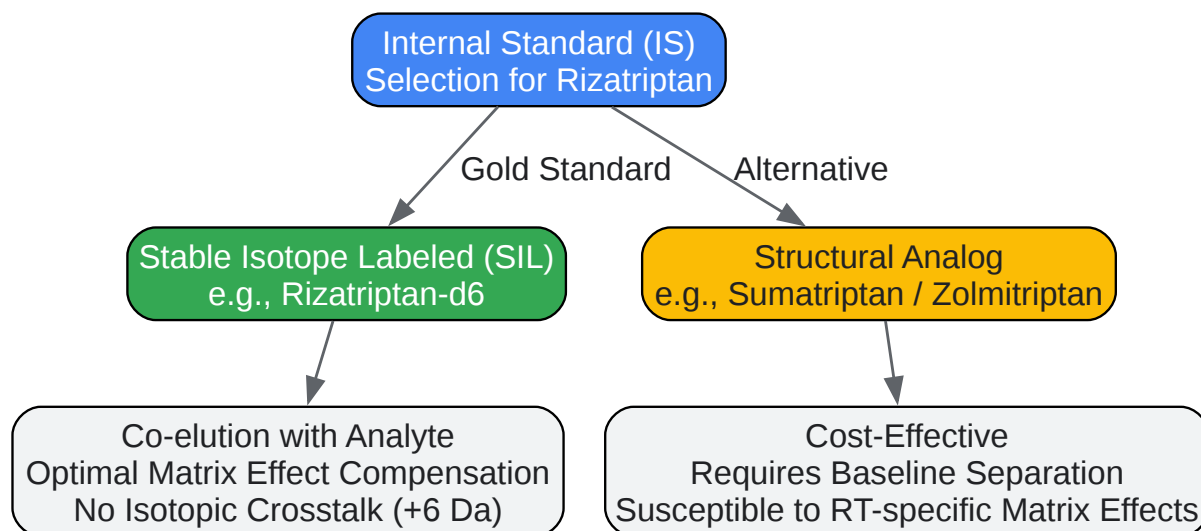 Internal Standard (IS)
Selection for Rizatriptan
Gold Standard
Alternative
Stable Isotope Labeled (SIL)
e.g., Rizatriptan-d6
Structural Analog
e.g., Sumatriptan / Zolmitriptan
Co-elution with Analyte
Optimal Matrix Effect Compensation
No Isotopic Crosstalk (+6 Da)
Cost-Effective
Requires Baseline Separation
Susceptible to RT-specific Matrix Effects